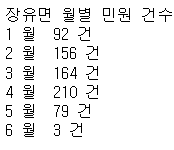 장유면 월별 민원 건수
1 월 92 건
2 월 156 건
3 월 164 건
4 월 210 건
5 월 79 건
6 월 3 건